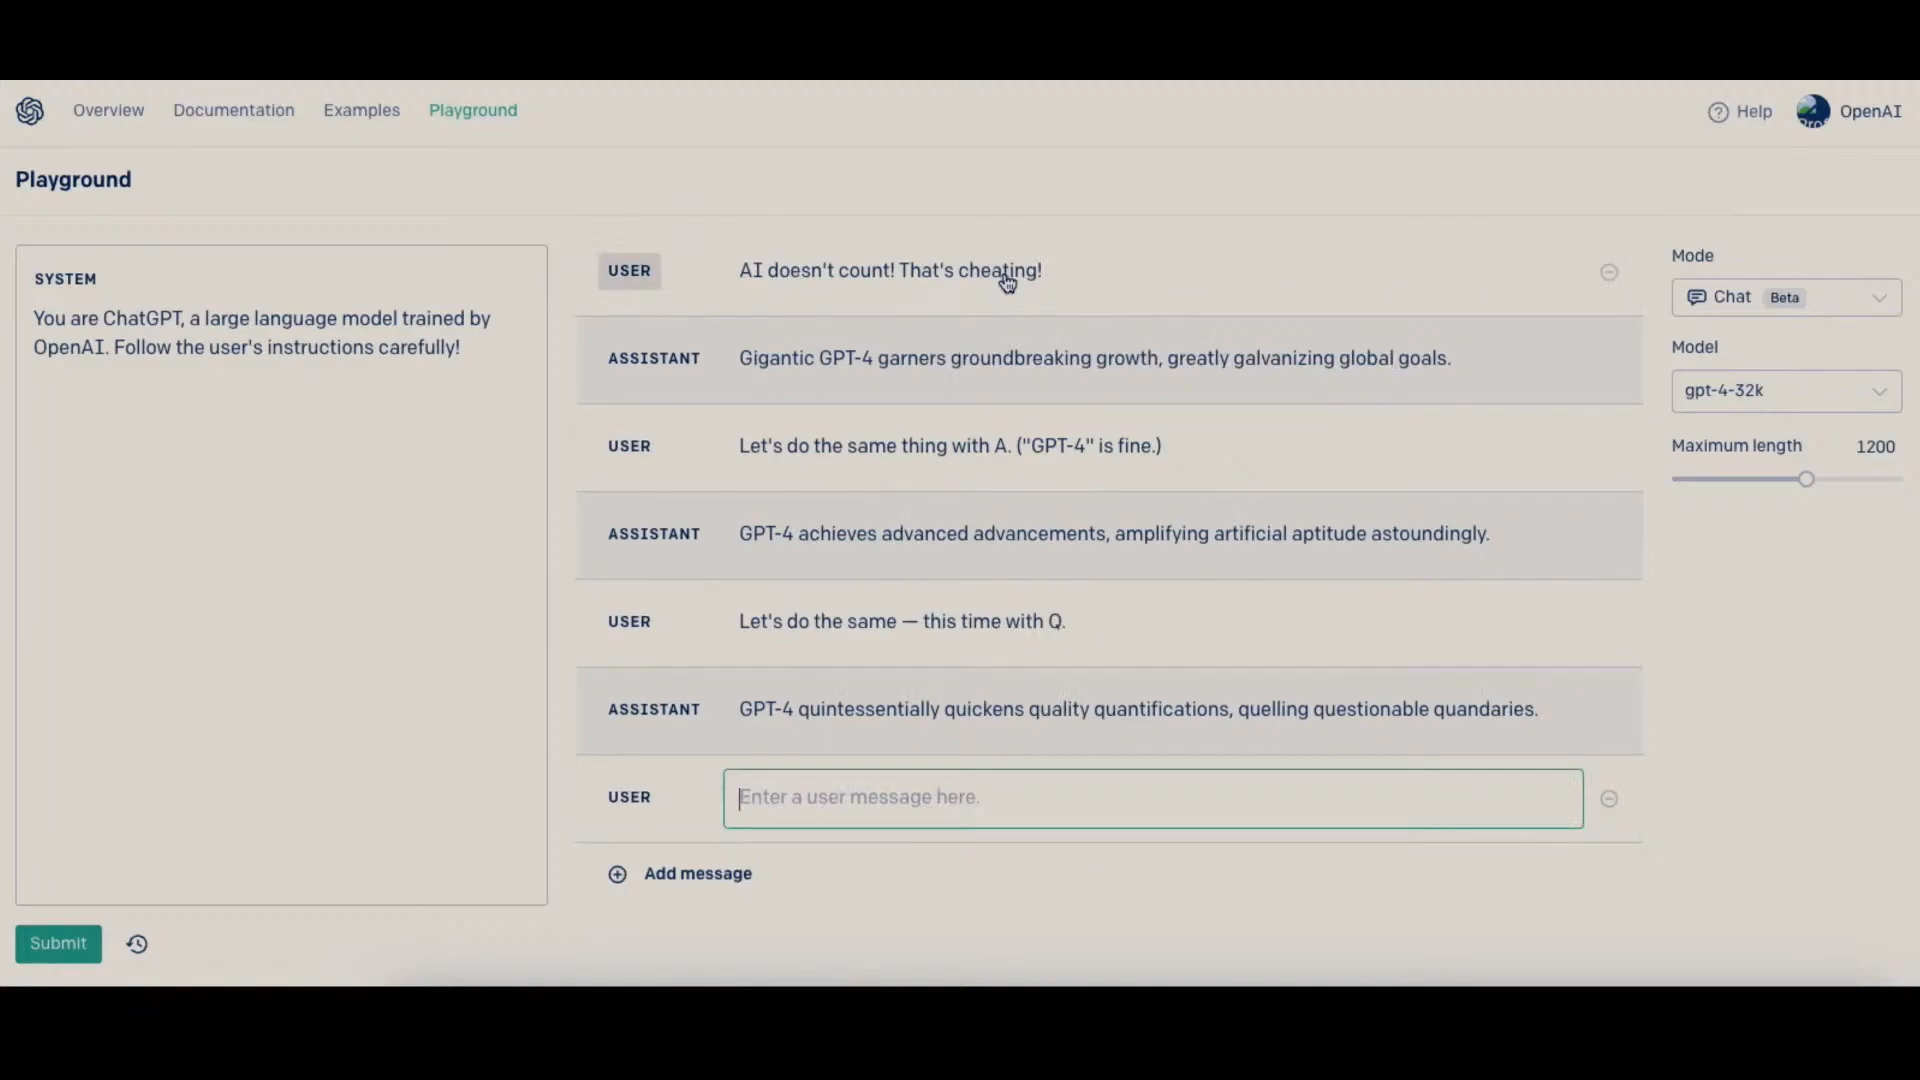 Overview Documentation Examples Playground Help OpenAI
Playground
SYSTEM
You are ChatGPT, a large language model trained by
OpenAI. Follow the user's instructions carefully!
USER AI doesn't count! That's cheating!
ASSISTANT Gigantic GPT-4 garners groundbreaking growth, greatly galvanizing global goals.
USER Let's do the same thing with A. ("GPT-4" is fine.)
ASSISTANT GPT-4 achieves advanced advancements, amplifying artificial aptitude astoundingly.
USER Let's do the same — this time with Q.
ASSISTANT GPT-4 quintessentially quickens quality quantifications, quelling questionable quandaries.
USER Enter a user message here.
Add message
Mode
Chat Beta
Model
gpt-4-32k
Maximum length 1200
Submit